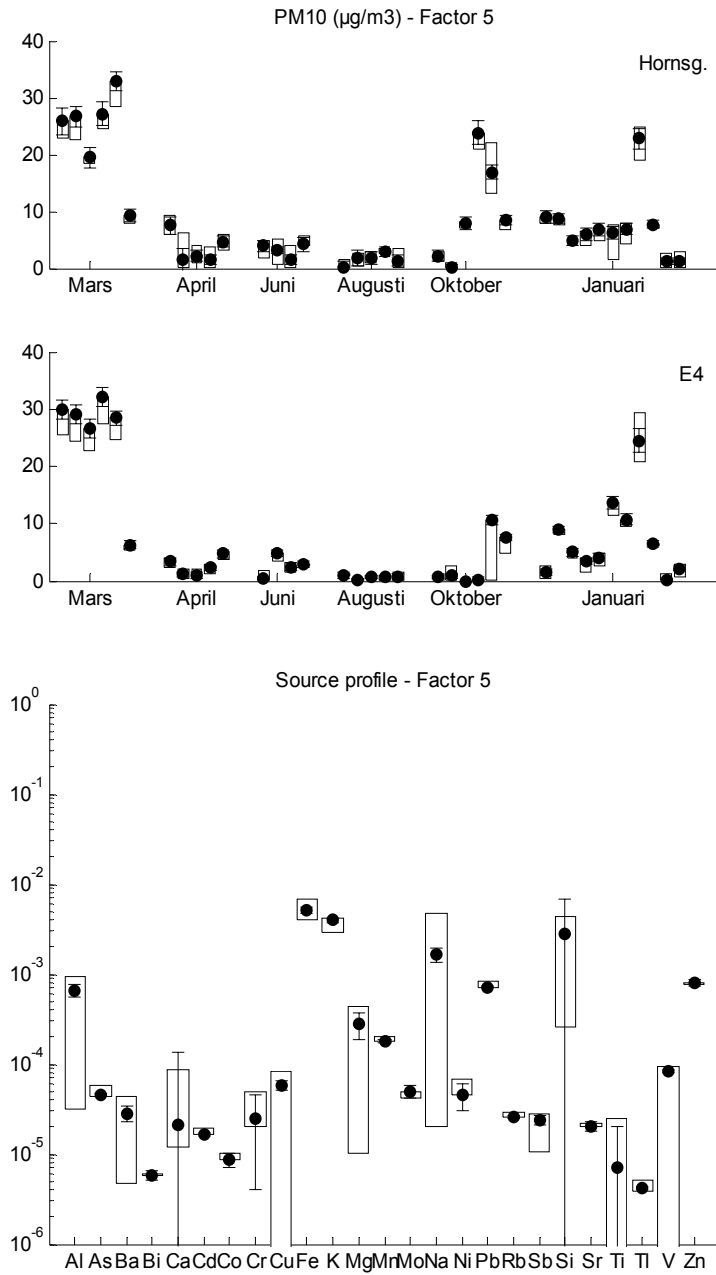 PM10 (µg/m3) - Factor 5
Hornsg.
40
30
20
10
0
Mars April Juni Augusti Oktober Januari
E4
40
30
20
10
0
Mars April Juni Augusti Oktober Januari
Source profile - Factor 5
10^0
10^-1
10^-2
10^-3
10^-4
10^-5
10^-6
Al As Ba Bi Ca Cd Co Cr Cu Fe K Mg Mn Mo Na Ni Pb Rb Sb Si Sr Ti Tl V Zn